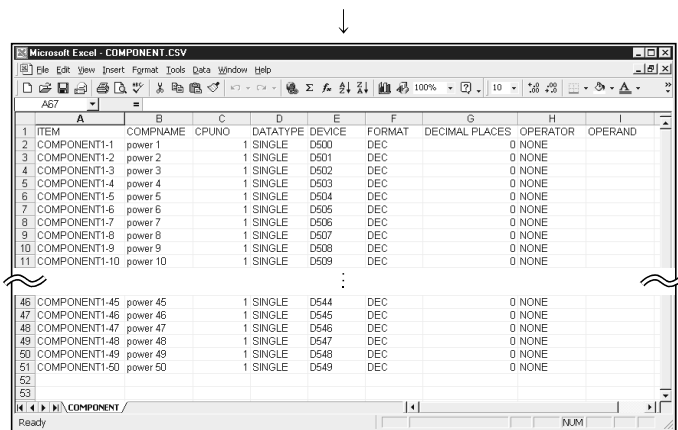 Microsoft Excel - COMPONENT.CSV
File Edit View Insert Format Tools Data Window Help
100% 10
A67 =
A B C D E F G H I
1 ITEM COMPNAME CPUNO DATATYPE DEVICE FORMAT DECIMAL PLACES OPERATOR OPERAND
2 COMPONENT1-1 power 1 1 SINGLE D500 DEC 0 NONE
3 COMPONENT1-2 power 2 1 SINGLE D501 DEC 0 NONE
4 COMPONENT1-3 power 3 1 SINGLE D502 DEC 0 NONE
5 COMPONENT1-4 power 4 1 SINGLE D503 DEC 0 NONE
6 COMPONENT1-5 power 5 1 SINGLE D504 DEC 0 NONE
7 COMPONENT1-6 power 6 1 SINGLE D505 DEC 0 NONE
8 COMPONENT1-7 power 7 1 SINGLE D506 DEC 0 NONE
9 COMPONENT1-8 power 8 1 SINGLE D507 DEC 0 NONE
10 COMPONENT1-9 power 9 1 SINGLE D508 DEC 0 NONE
11 COMPONENT1-10 power 10 1 SINGLE D509 DEC 0 NONE
46 COMPONENT1-45 power 45 1 SINGLE D544 DEC 0 NONE
47 COMPONENT1-46 power 46 1 SINGLE D545 DEC 0 NONE
48 COMPONENT1-47 power 47 1 SINGLE D546 DEC 0 NONE
49 COMPONENT1-48 power 48 1 SINGLE D547 DEC 0 NONE
50 COMPONENT1-49 power 49 1 SINGLE D548 DEC 0 NONE
51 COMPONENT1-50 power 50 1 SINGLE D549 DEC 0 NONE
52
53
COMPONENT
Ready NUM